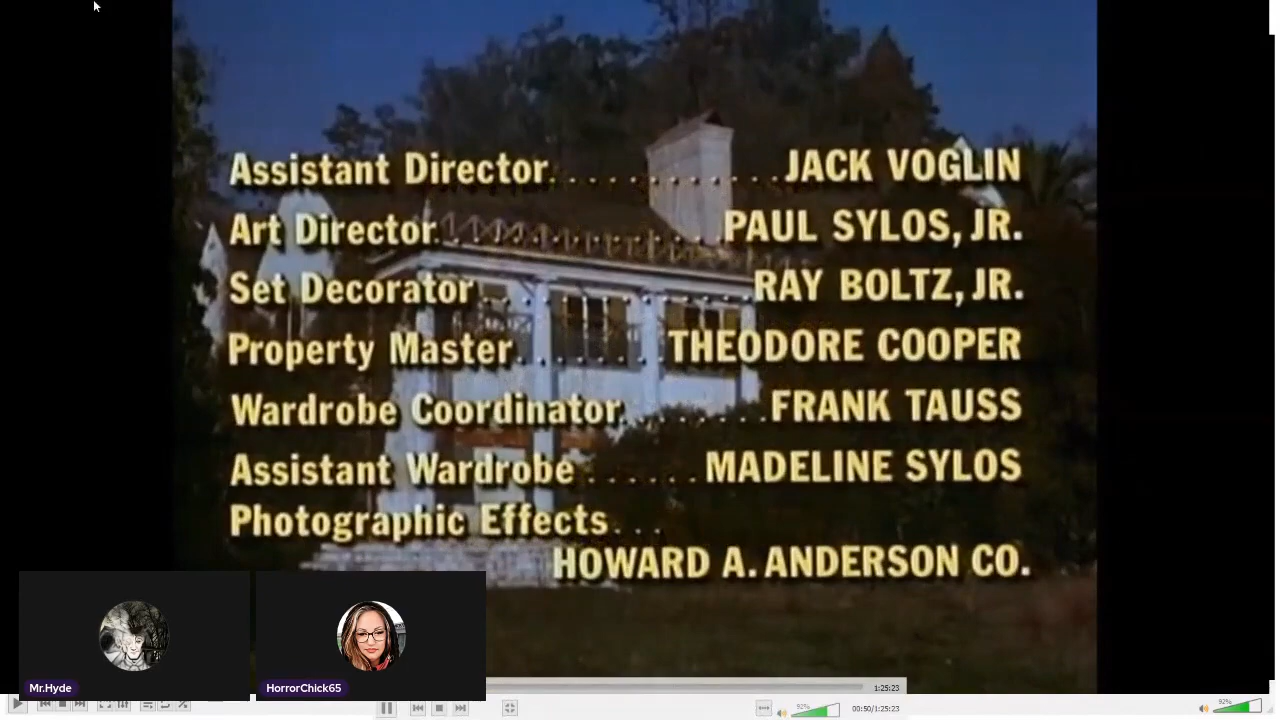 Assistant Director. . . . . . . . . . . .JACK VOGLIN
Art Director. . . . . . . . . . . . . PAUL SYLOS, JR.
Set Decorator. . . . . . . . . . . . RAY BOLTZ, JR.
Property Master. . . . . . . THEODORE COOPER
Wardrobe Coordinator. . . . . . .FRANK TAUSS
Assistant Wardrobe . . . . . . MADELINE SYLOS
Photographic Effects. . .
HOWARD A. ANDERSON CO.
Mr.Hyde
HorrorChick65
1:25:23
92%
00:50/1:25:23
92%